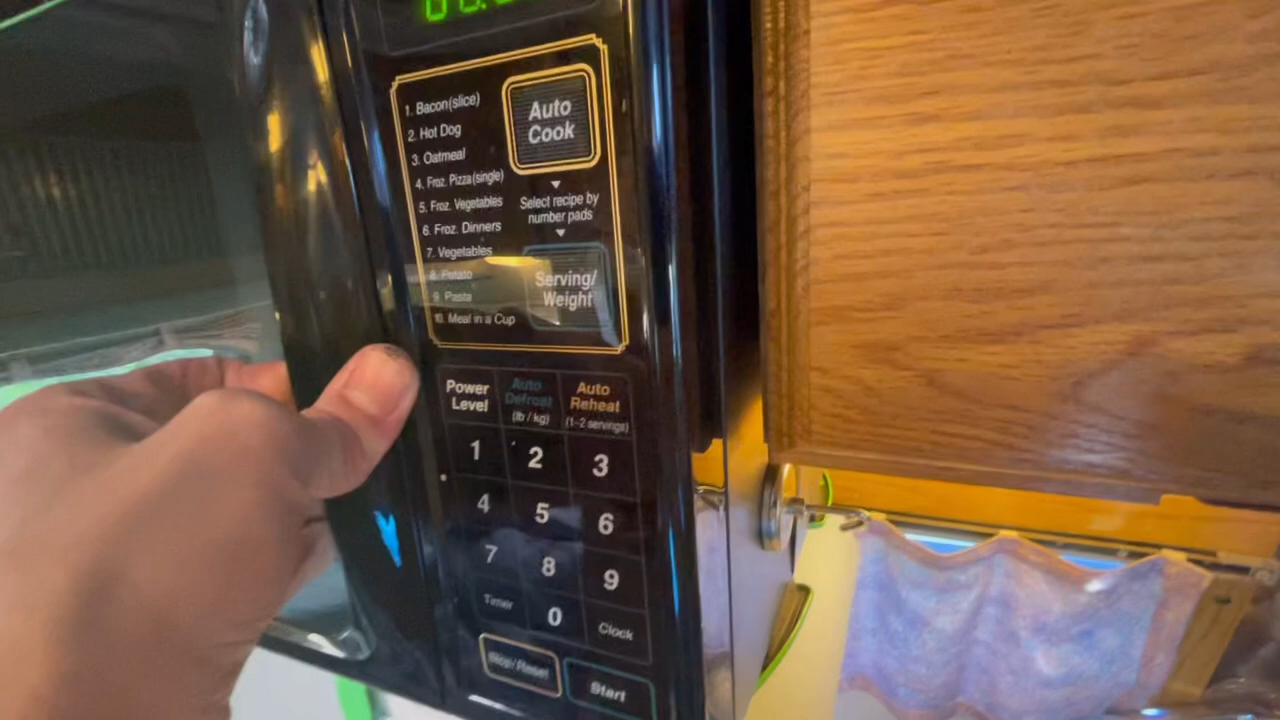 1. Bacon(slice)
2. Hot Dog
3. Oatmeal
4. Froz. Pizza(single)
5. Froz. Vegetables
6. Froz. Dinners
7. Vegetables
8. Potato
9. Pasta
10. Meal in a Cup
Auto
Cook
Select recipe by
number pads
Serving/
Weight
Power
Level
Auto
Defrost
(lb / kg)
Auto
Reheat
(1-2 servings)
1 2 3
4 5 6
7 8 9
Timer 0 Clock
Stop/Reset Start